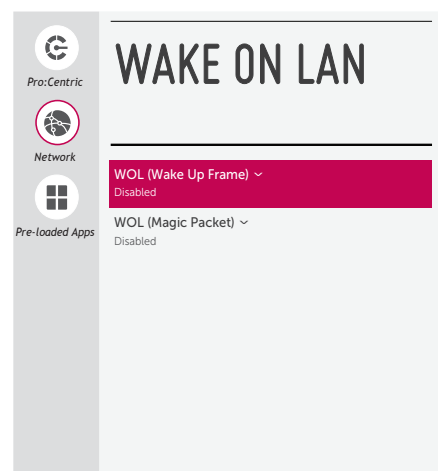 Pro:Centric
Network
Pre-loaded Apps
WAKE ON LAN
WOL (Wake Up Frame)
Disabled
WOL (Magic Packet)
Disabled